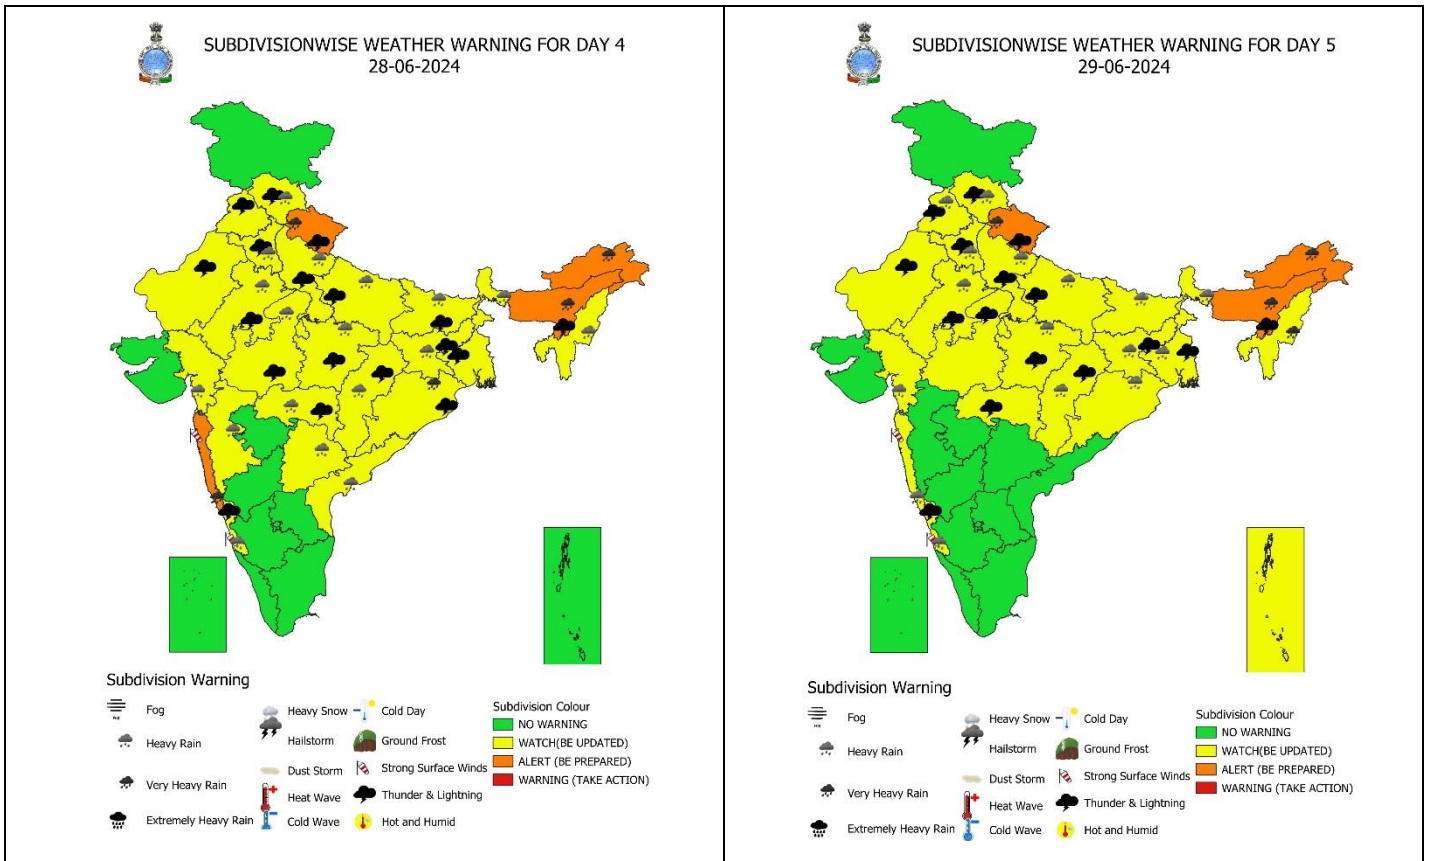 SUBDIVISIONWISE WEATHER WARNING FOR DAY 4
28-06-2024
Subdivision Warning
Fog
Heavy Rain
Very Heavy Rain
Extremely Heavy Rain
Heavy Snow
Hailstorm
Dust Storm
Heat Wave
Cold Wave
Cold Day
Ground Frost
Strong Surface Winds
Thunder & Lightning
Hot and Humid
Subdivision Colour
NO WARNING
WATCH(BE UPDATED)
ALERT (BE PREPARED)
WARNING (TAKE ACTION)
SUBDIVISIONWISE WEATHER WARNING FOR DAY 5
29-06-2024
Subdivision Warning
Fog
Heavy Rain
Very Heavy Rain
Extremely Heavy Rain
Heavy Snow
Hailstorm
Dust Storm
Heat Wave
Cold Wave
Cold Day
Ground Frost
Strong Surface Winds
Thunder & Lightning
Hot and Humid
Subdivision Colour
NO WARNING
WATCH(BE UPDATED)
ALERT (BE PREPARED)
WARNING (TAKE ACTION)